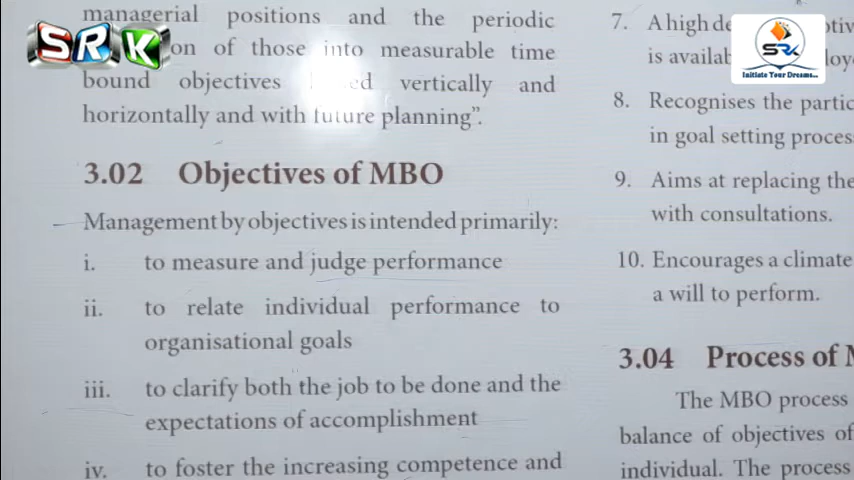 SRK
managerial positions and the periodic
on of those into measurable time
bound objectives vertically and
horizontally and with future planning”.
3.02 Objectives of MBO
Management by objectives is intended primarily:
i. to measure and judge performance
ii. to relate individual performance to
organisational goals
iii. to clarify both the job to be done and the
expectations of accomplishment
iv. to foster the increasing competence and
7. A high
is
8. Recognises the
in goal setting
9. Aims at replacing the
with consultations.
10. Encourages a climate
a will to perform.
3.04 Process of
The MBO process
balance of objectives of
individual. The process
SRK
Initiate Your Dreams...